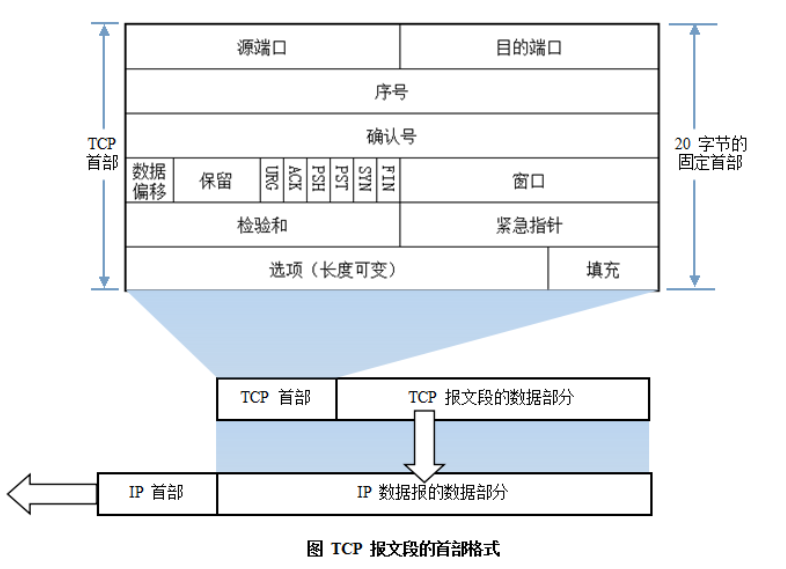 源端口 目的端口
序号
TCP
首部
确认号
20 字节的
固定首部
数据
偏移
保留 URG ACK PSH PST SYN FIN 窗口
检验和 紧急指针
选项（长度可变） 填充
TCP 首部 TCP 报文段的数据部分
IP 首部 IP 数据报的数据部分
图 TCP 报文段的首部格式